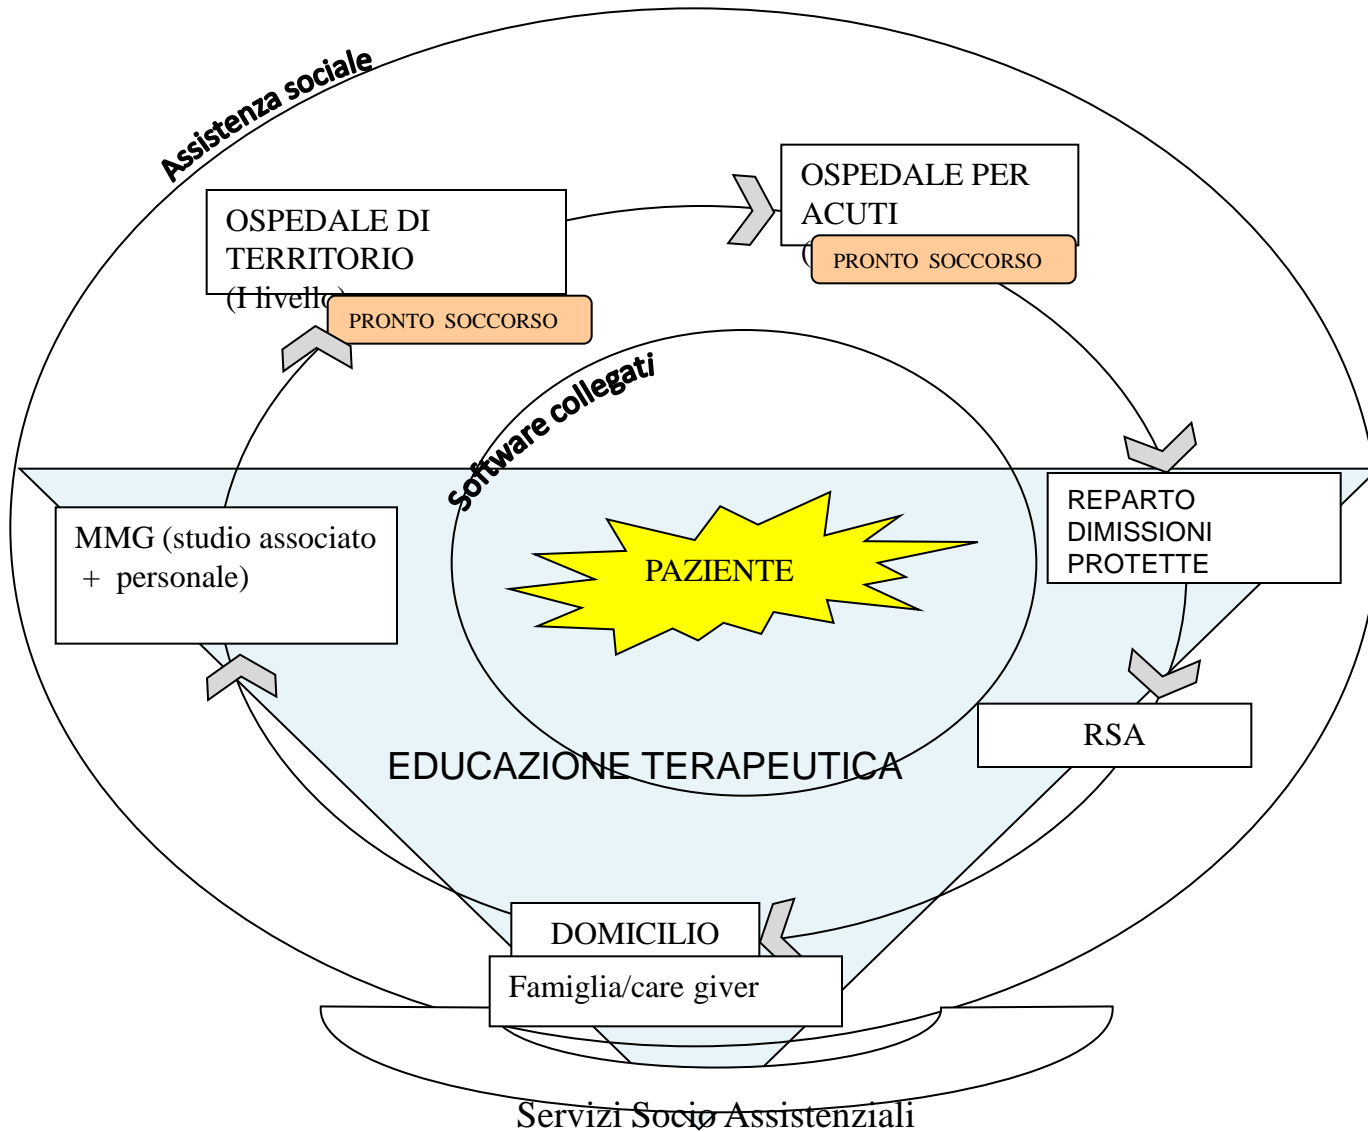 Assistenza sociale
OSPEDALE DI
TERRITORIO
(I livello)
PRONTO SOCCORSO
OSPEDALE PER
ACUTI
(
PRONTO SOCCORSO
Software collegati
MMG (studio associato
+ personale)
PAZIENTE
REPARTO
DIMISSIONI
PROTETTE
RSA
EDUCAZIONE TERAPEUTICA
DOMICILIO
Famiglia/care giver
Servizi Socio Assistenziali